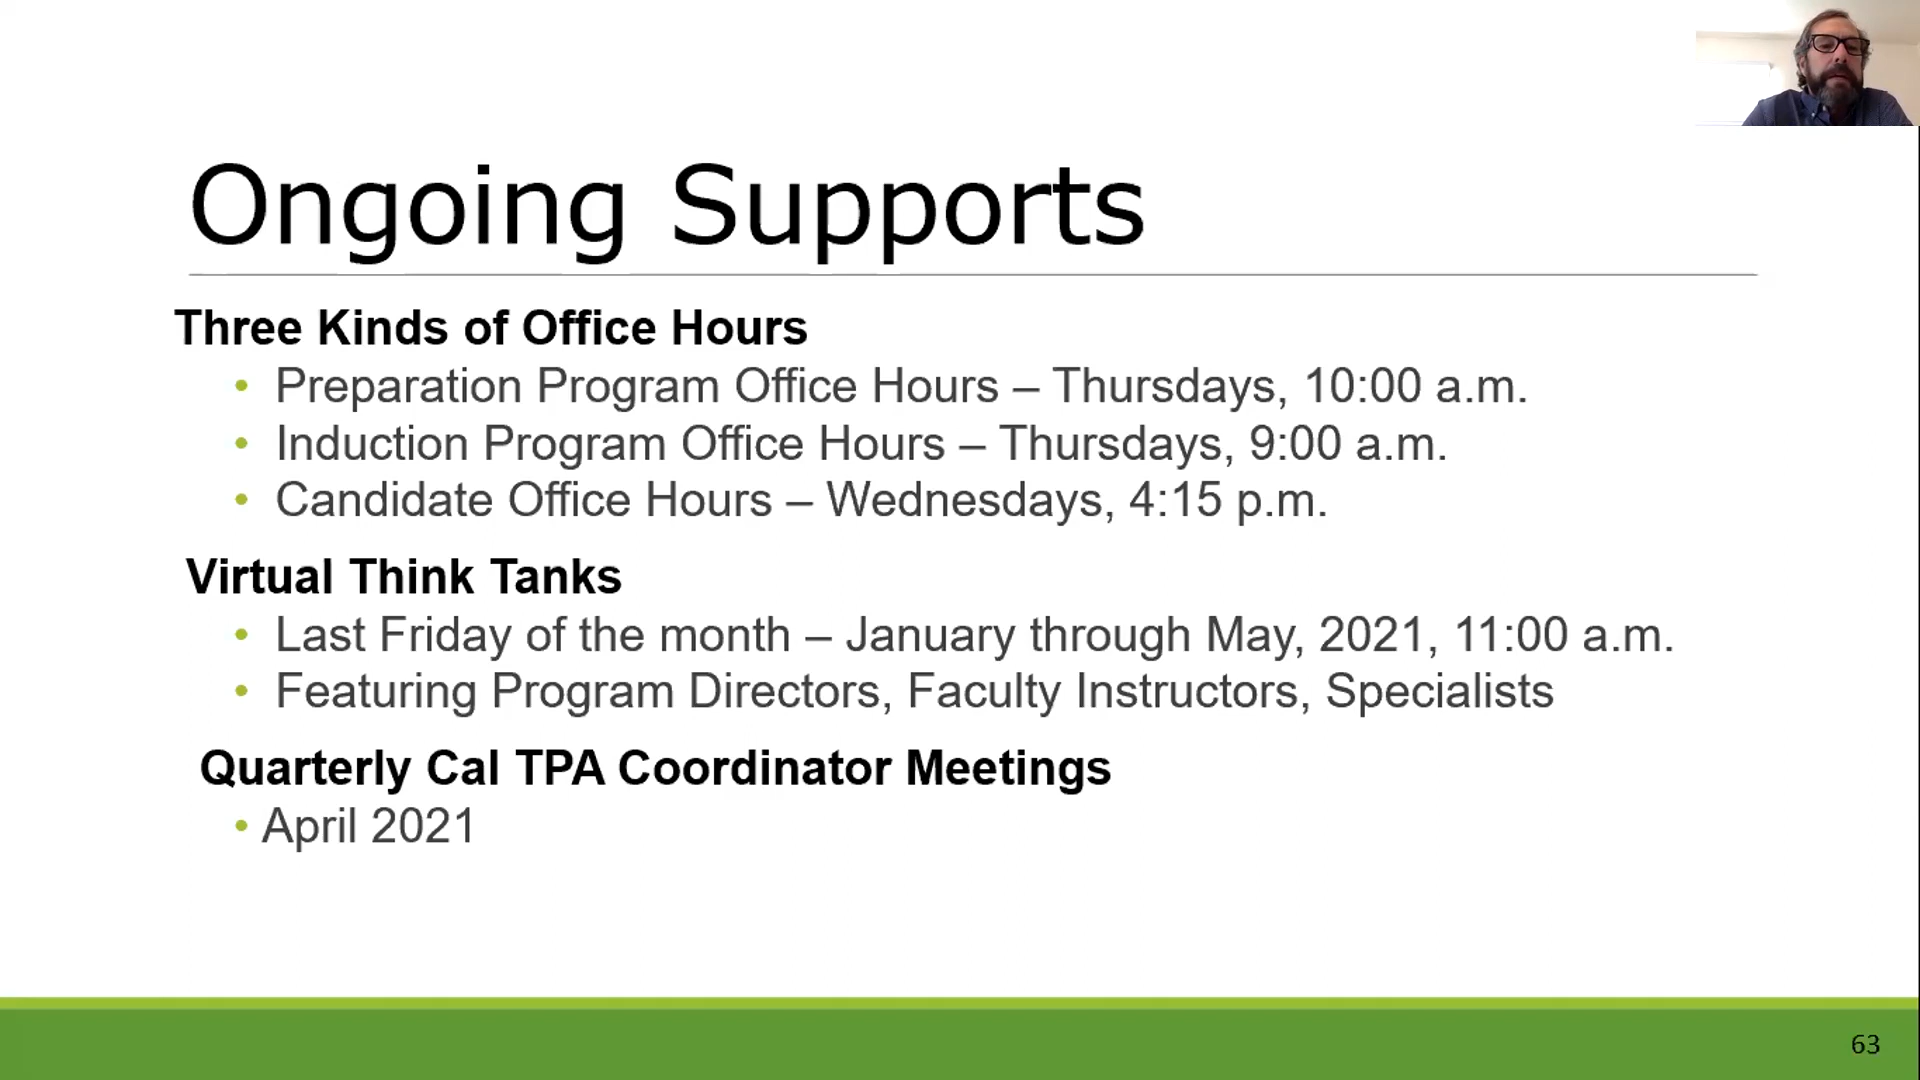 Ongoing Supports
Three Kinds of Office Hours
• Preparation Program Office Hours – Thursdays, 10:00 a.m.
• Induction Program Office Hours – Thursdays, 9:00 a.m.
• Candidate Office Hours – Wednesdays, 4:15 p.m.
Virtual Think Tanks
• Last Friday of the month – January through May, 2021, 11:00 a.m.
• Featuring Program Directors, Faculty Instructors, Specialists
Quarterly Cal TPA Coordinator Meetings
• April 2021
63